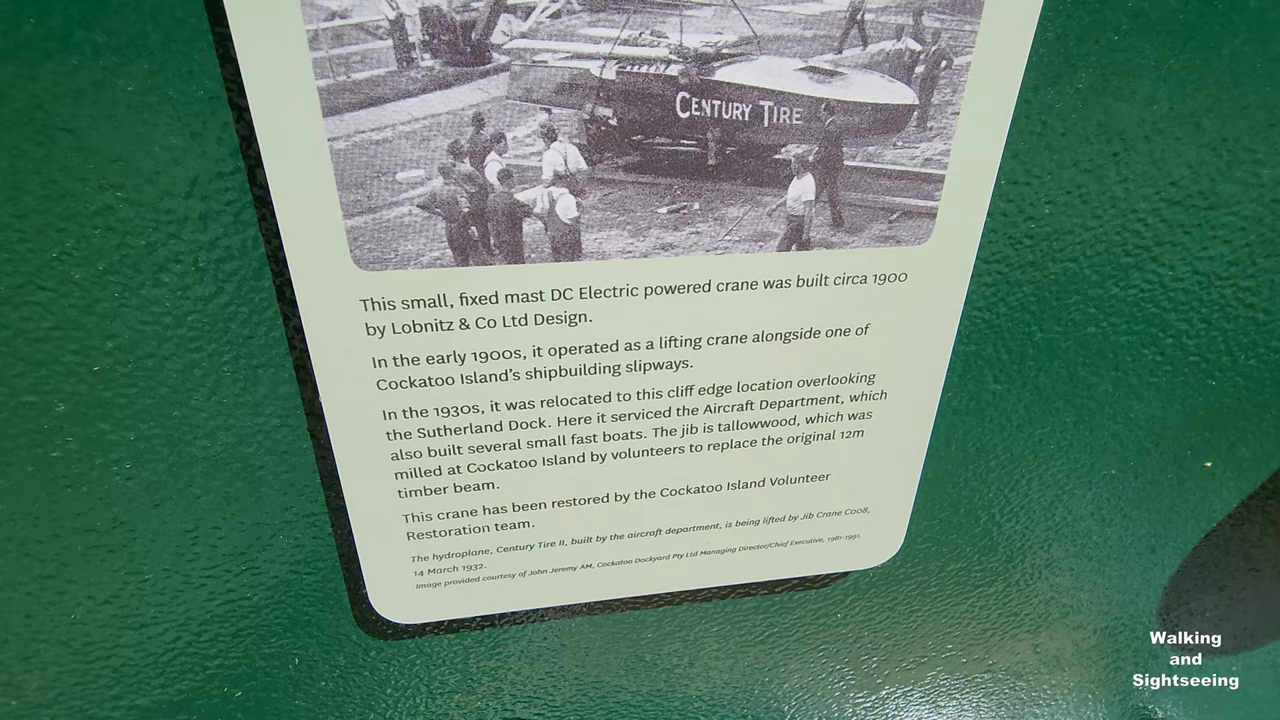 CENTURY TIRE
This small, fixed mast DC Electric powered crane was built circa 1900
by Lobnitz & Co Ltd Design.
In the early 1900s, it operated as a lifting crane alongside one of
Cockatoo Island's shipbuilding slipways.
In the 1930s, it was relocated to this cliff edge location overlooking
the Sutherland Dock. Here it serviced the Aircraft Department, which
also built several small fast boats. The jib is tallowwood, which was
milled at Cockatoo Island by volunteers to replace the original 12m
timber beam.
This crane has been restored by the Cockatoo Island Volunteer
Restoration team.
The hydroplane, Century Tire II, built by the aircraft department, is being lifted by Jib Crane C008,
14 March 1932.
Image provided courtesy of John Jeremy AM, Cockatoo Dockyard Pty Ltd Managing Director/Chief Executive, 1981-1991.
Walking
and
Sightseeing